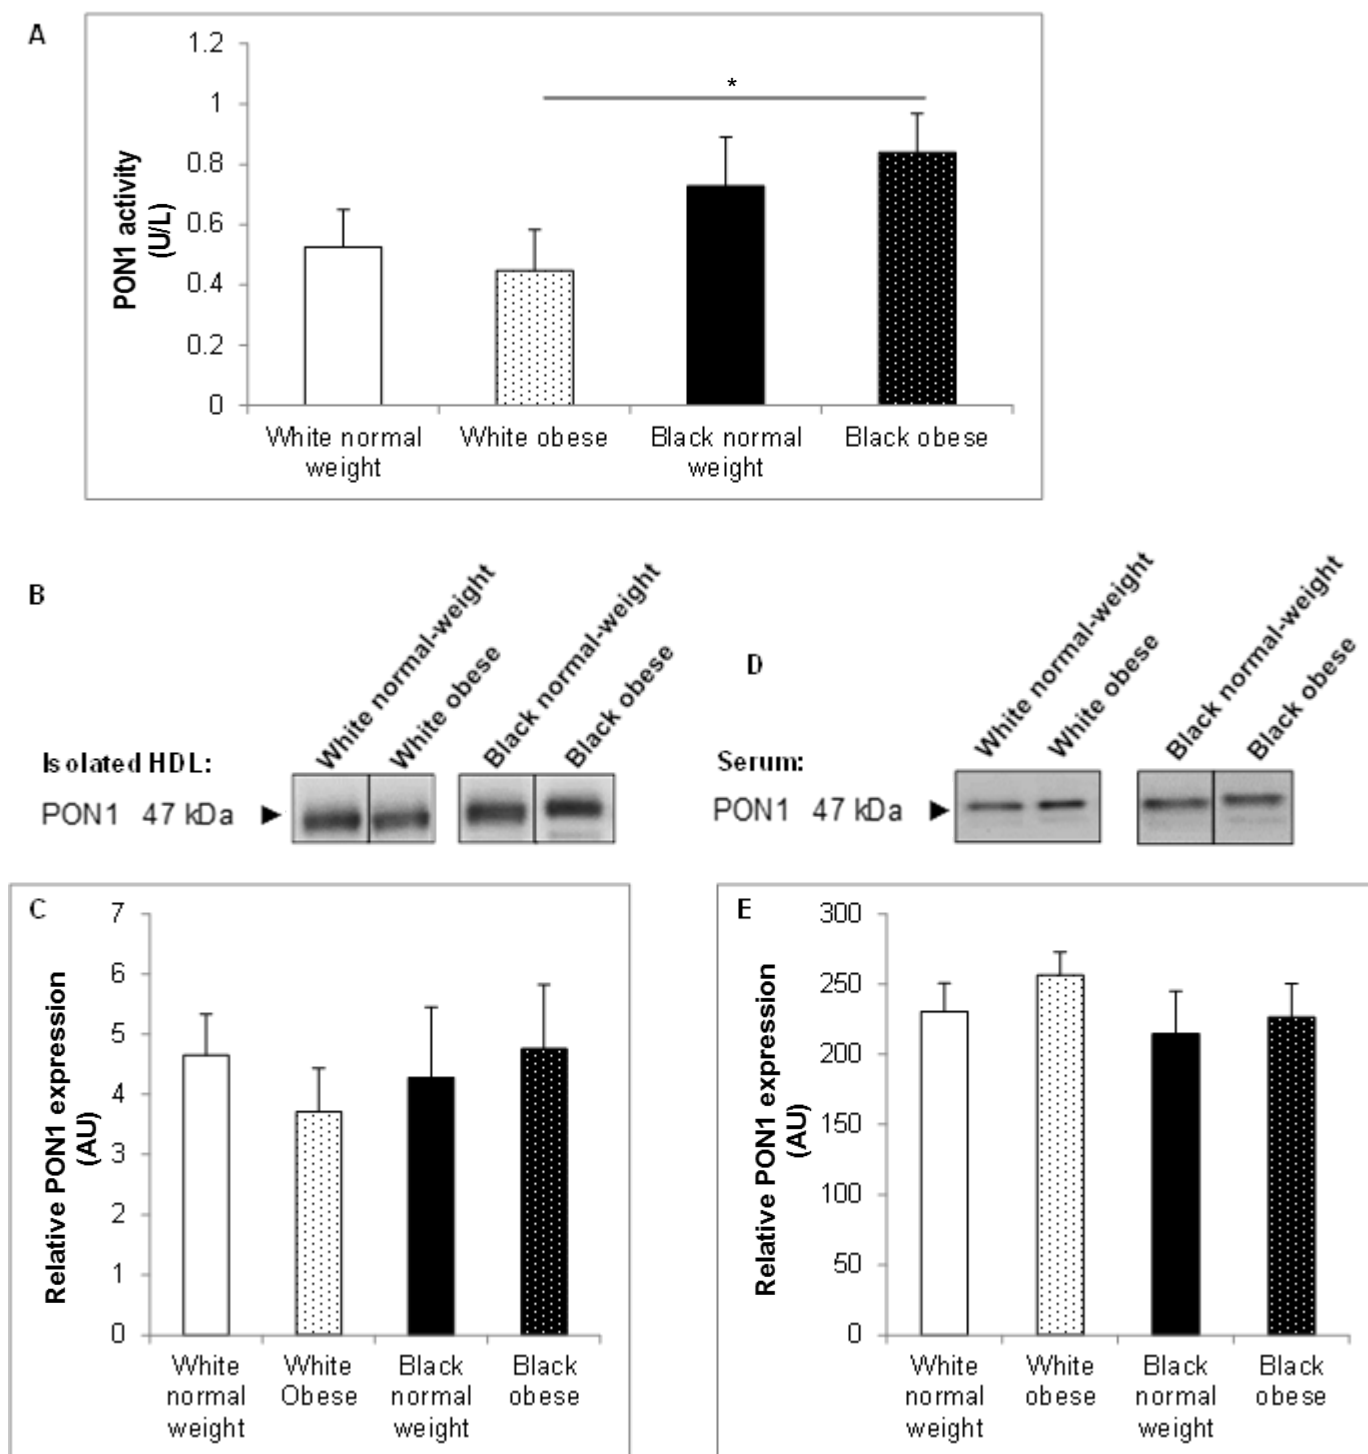 A
PON1 activity
(U/L)
1.2
1
0.8
0.6
0.4
0.2
0
*
White normal
weight
White obese
Black normal
weight
Black obese
B
White normal-weight
White obese
Black normal-weight
Black obese
Isolated HDL:
PON1 47 kDa ►
D
White normal-weight
White obese
Black normal-weight
Black obese
Serum:
PON1 47 kDa ►
C
Relative PON1 expression
(AU)
7
6
5
4
3
2
1
0
White
normal
weight
White
Obese
Black
normal
weight
Black
obese
E
Relative PON1 expression
(AU)
300
250
200
150
100
50
0
White
normal
weight
White
obese
Black
normal
weight
Black
obese